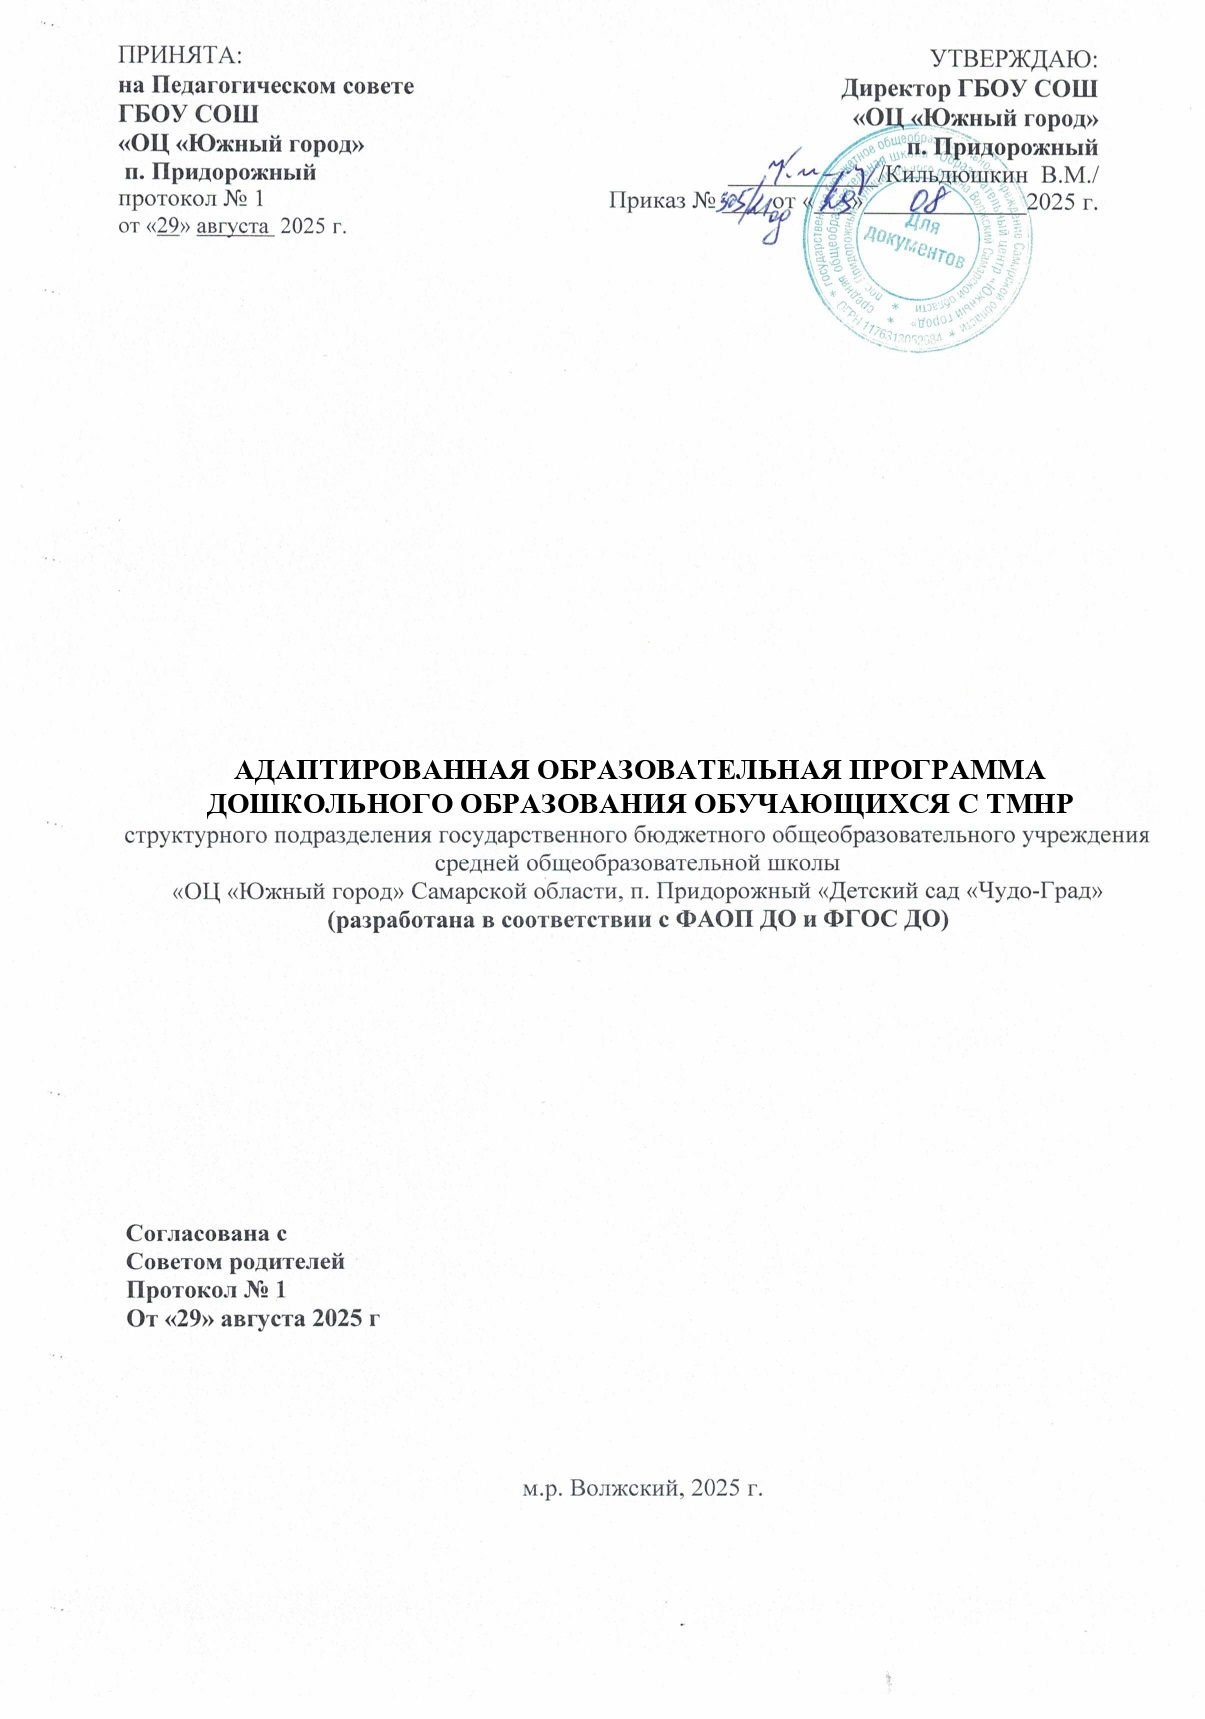 ПРИНЯТА:
на Педагогическом совете
ГБОУ СОШ
«ОЦ «Южный город»
п. Придорожный
протокол № 1
от «29» августа 2025 г.
УТВЕРЖДАЮ:
Директор ГБОУ СОШ
«ОЦ «Южный город»
п. Придорожный
/Кильдюшкин В.М./
Приказ № от « » 08 2025 г.
Для
документов
АДАПТИРОВАННАЯ ОБРАЗОВАТЕЛЬНАЯ ПРОГРАММА
ДОШКОЛЬНОГО ОБРАЗОВАНИЯ ОБУЧАЮЩИХСЯ С ТМНР
структурного подразделения государственного бюджетного общеобразовательного учреждения
средней общеобразовательной школы
«ОЦ «Южный город» Самарской области, п. Придорожный «Детский сад «Чудо-Град»
(разработана в соответствии с ФАОП ДО и ФГОС ДО)
Согласована с
Советом родителей
Протокол № 1
От «29» августа 2025 г
м.р. Волжский, 2025 г.